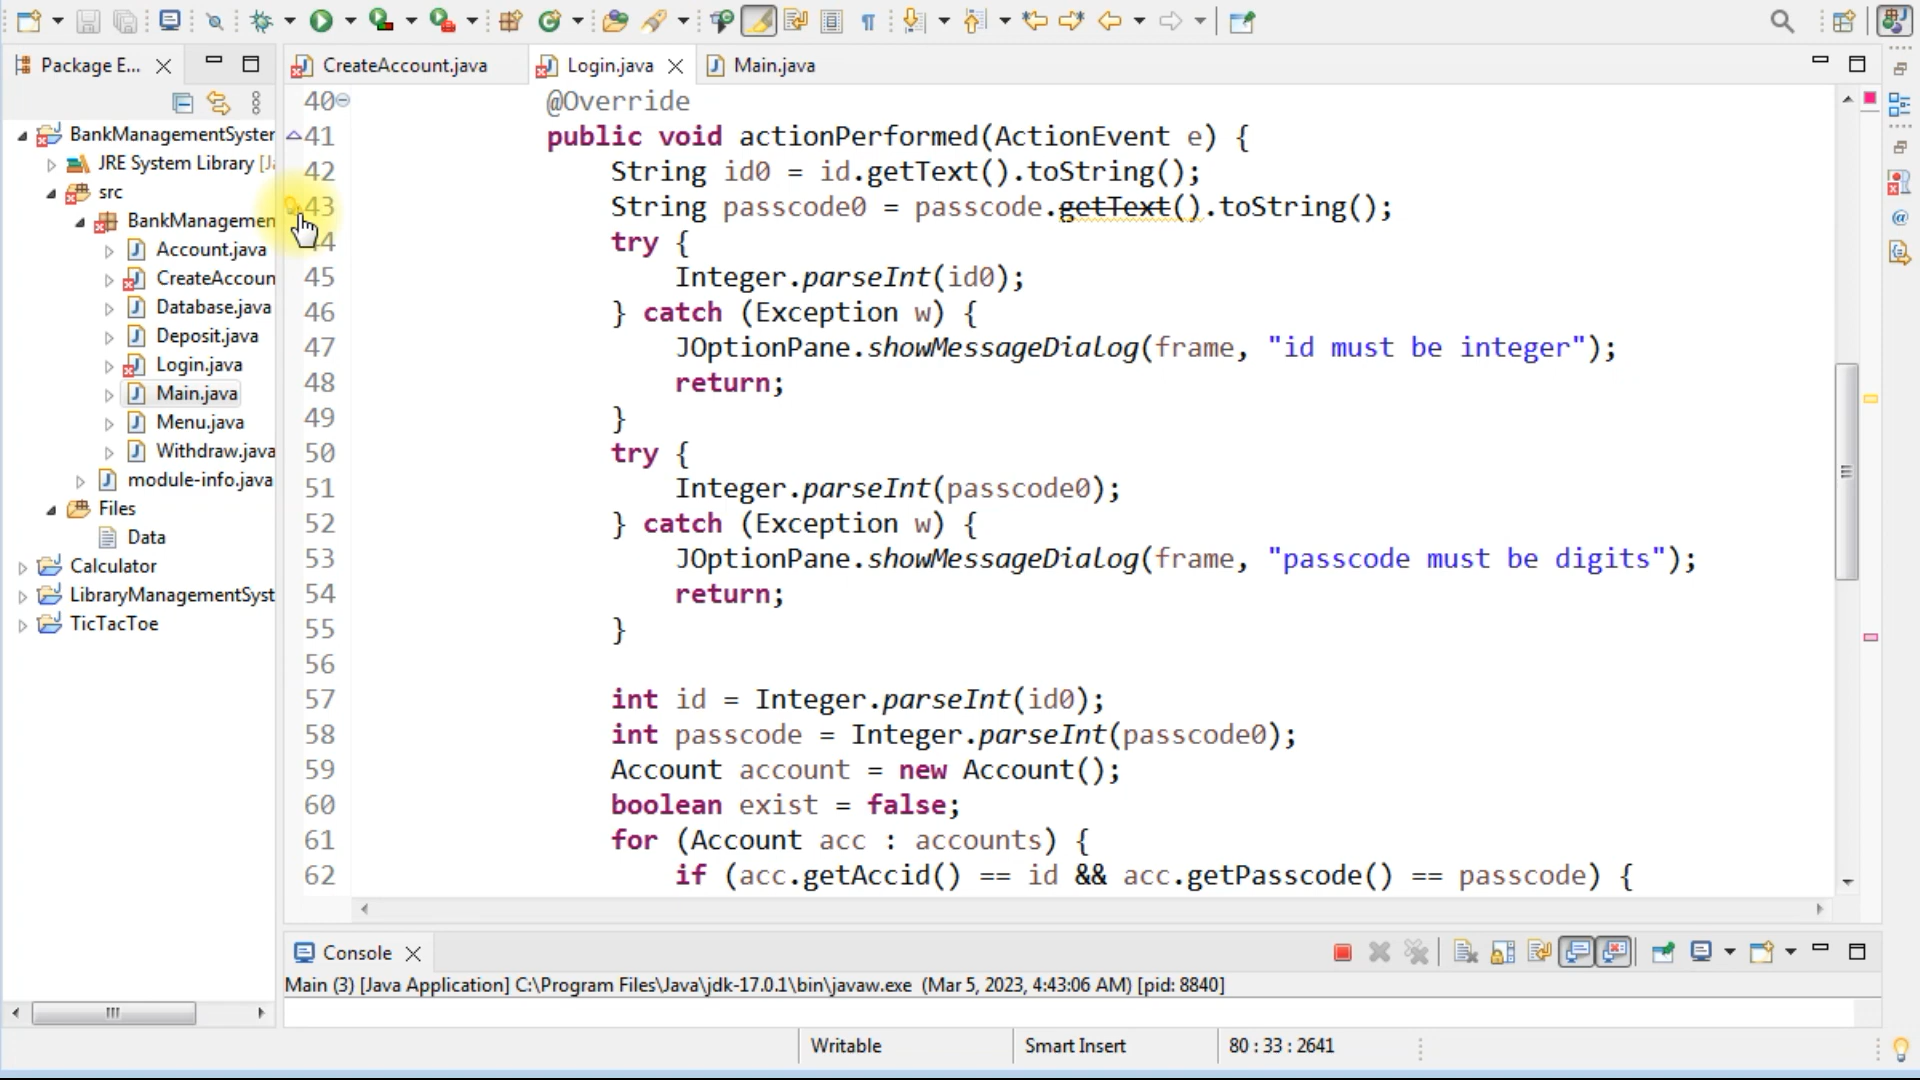 Package E...
BankManagementSyster
JRE System Library [Ja
src
BankManagemen
Account.java
CreateAccoun
Database.java
Deposit.java
Login.java
Main.java
Menu.java
Withdraw.java
module-info.java
Files
Data
Calculator
LibraryManagementSyst
TicTacToe
CreateAccount.java
Login.java
Main.java
40 @Override
41 public void actionPerformed(ActionEvent e) {
42 String id0 = id.getText().toString();
43 String passcode0 = passcode.getText().toString();
44 try {
45 Integer.parseInt(id0);
46 } catch (Exception w) {
47 JOptionPane.showMessageDialog(frame, "id must be integer");
48 return;
49 }
50 try {
51 Integer.parseInt(passcode0);
52 } catch (Exception w) {
53 JOptionPane.showMessageDialog(frame, "passcode must be digits");
54 return;
55 }
56
57 int id = Integer.parseInt(id0);
58 int passcode = Integer.parseInt(passcode0);
59 Account account = new Account();
60 boolean exist = false;
61 for (Account acc : accounts) {
62 if (acc.getAccid() == id && acc.getPasscode() == passcode) {
Console
Main (3) [Java Application] C:\Program Files\Java\jdk-17.0.1\bin\javaw.exe (Mar 5, 2023, 4:43:06 AM) [pid: 8840]
Writable
Smart Insert
80 : 33 : 2641